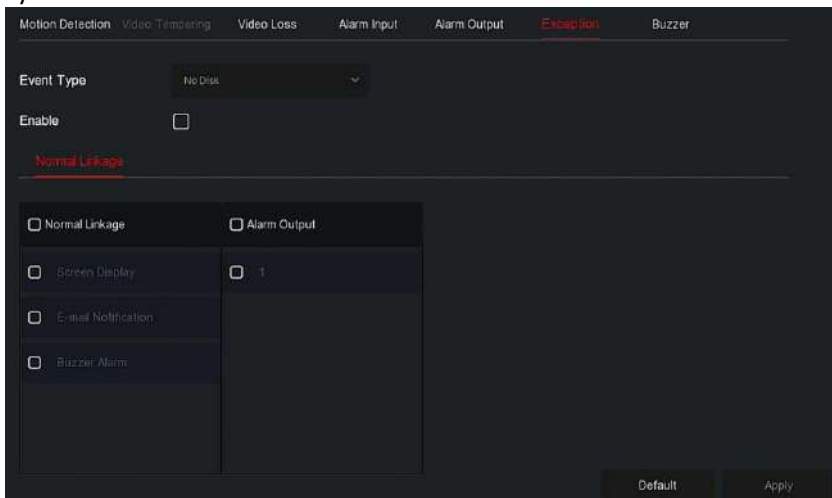 Motion Detection Video Tempering Video Loss Alarm Input Alarm Output Exception Buzzer
Event Type No Disk
Enable
Normal Linkage
Normal Linkage Alarm Output
Screen Display 1
E-mail Notification
Buzzer Alarm
Default Apply